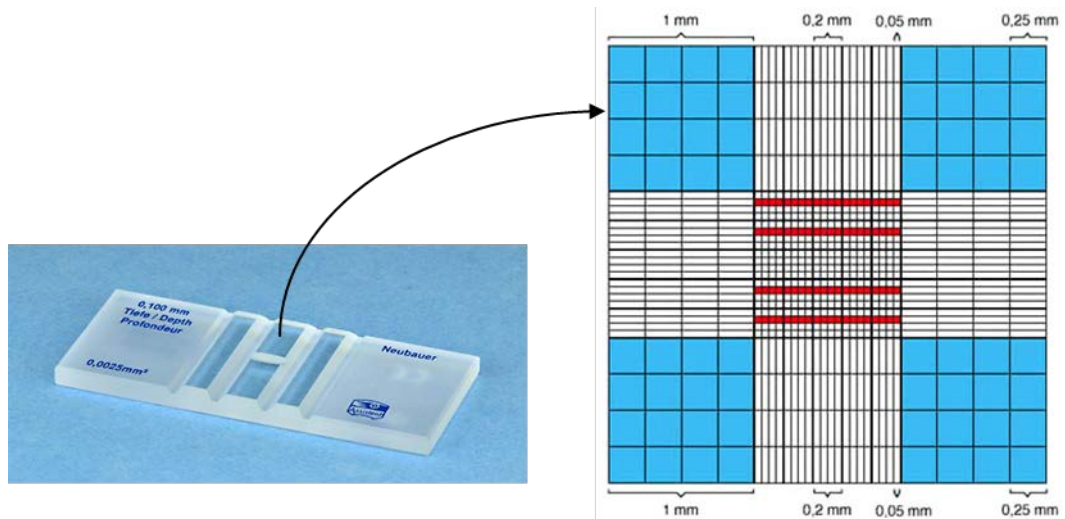 1 mm 0,2 mm 0,05 mm 0,25 mm
0,100 mm
Tiefe / Depth
Profondeur
Neubauer
0,0025mm²
Assistent
1 mm 0,2 mm 0,05 mm 0,25 mm